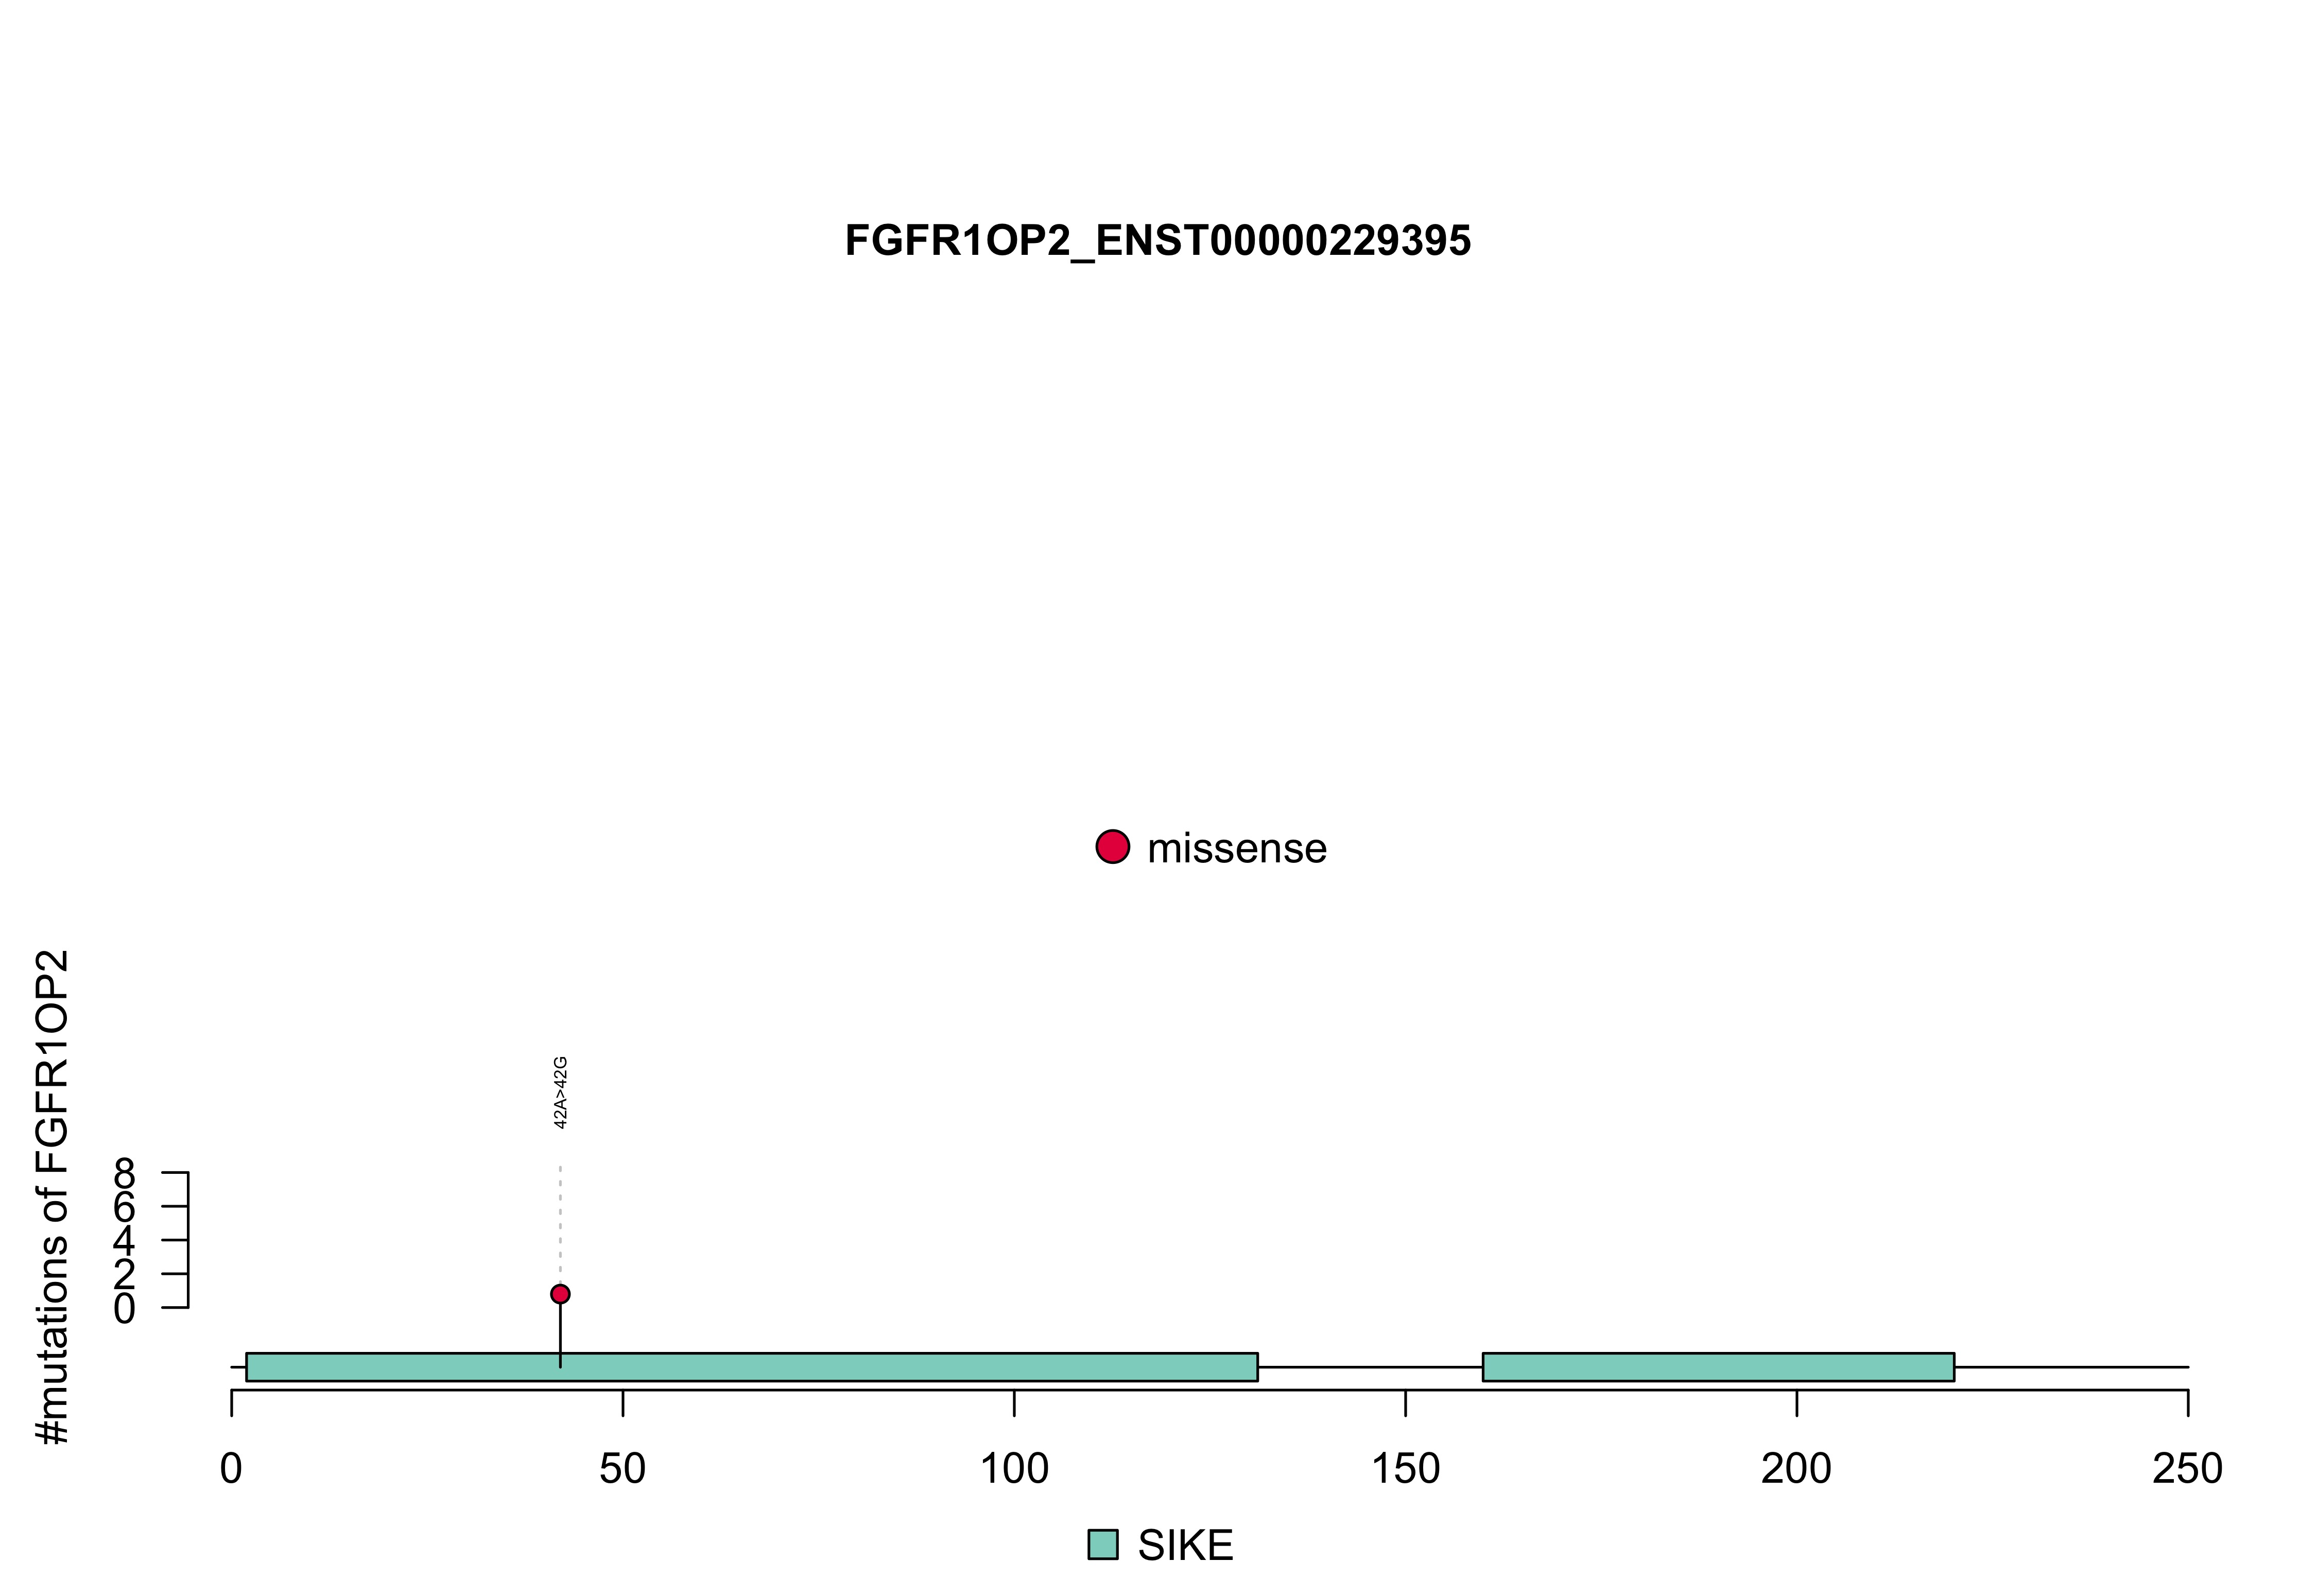 FGFR1OP2_ENST00000229395
missense
#mutations of FGFR1OP2
42A>42G
8
6
4
2
0
0 50 100 150 200 250
SIKE